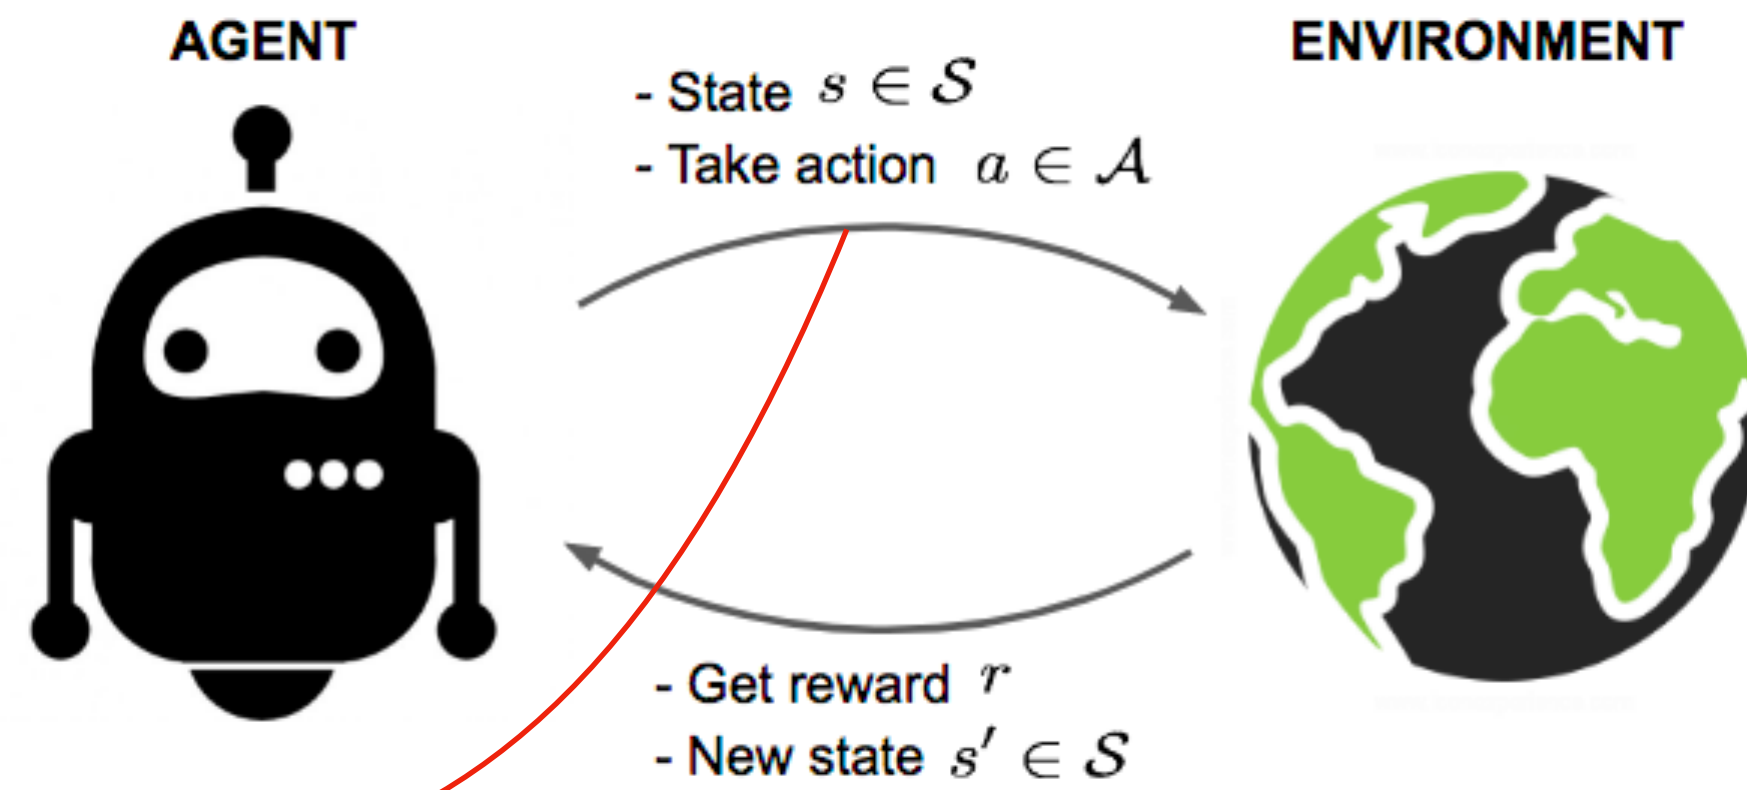 AGENT
ENVIRONMENT
- State s ∈ 𝒮
- Take action a ∈ 𝒜
- Get reward r
- New state s′ ∈ 𝒮